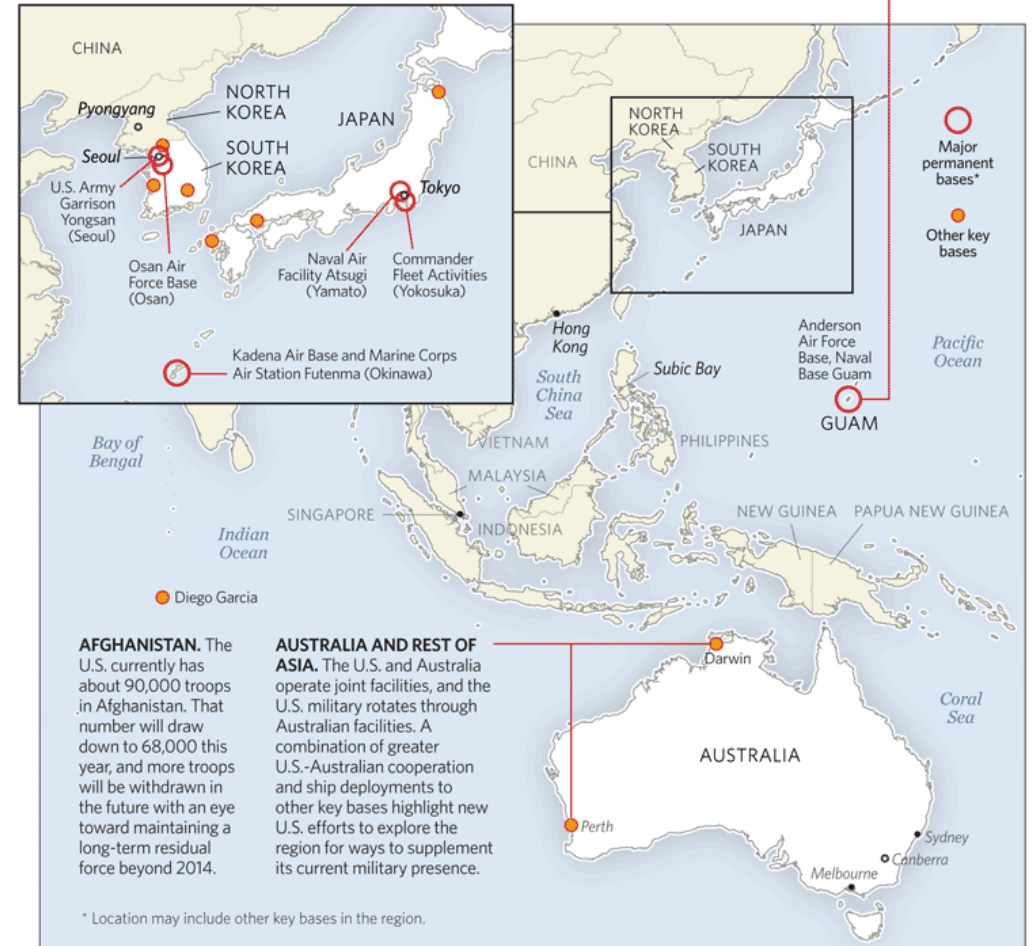 CHINA
Pyongyang
NORTH
KOREA
JAPAN
Seoul
SOUTH
KOREA
U.S. Army
Garrison
Yongsan
(Seoul)
Tokyo
Osan Air
Force Base
(Osan)
Naval Air
Facility Atsugi
(Yamato)
Commander
Fleet Activities
(Yokosuka)
Kadena Air Base and Marine Corps
Air Station Futenma (Okinawa)
NORTH
KOREA
CHINA
SOUTH
KOREA
JAPAN
Major
permanent
bases*
Other key
bases
Hong
Kong
Anderson
Air Force
Base, Naval
Base Guam
Pacific
Ocean
Subic Bay
South
China
Sea
GUAM
Bay of
Bengal
VIETNAM
PHILIPPINES
MALAYSIA
SINGAPORE
INDONESIA
NEW GUINEA
PAPUA NEW GUINEA
Indian
Ocean
Diego Garcia
AFGHANISTAN. The
U.S. currently has
about 90,000 troops
in Afghanistan. That
number will draw
down to 68,000 this
year, and more troops
will be withdrawn in
the future with an eye
toward maintaining a
long-term residual
force beyond 2014.
AUSTRALIA AND REST OF
ASIA. The U.S. and Australia
operate joint facilities, and the
U.S. military rotates through
Australian facilities. A
combination of greater
U.S.-Australian cooperation
and ship deployments to
other key bases highlight new
U.S. efforts to explore the
region for ways to supplement
its current military presence.
Darwin
Coral
Sea
AUSTRALIA
Perth
Sydney
Canberra
Melbourne
* Location may include other key bases in the region.